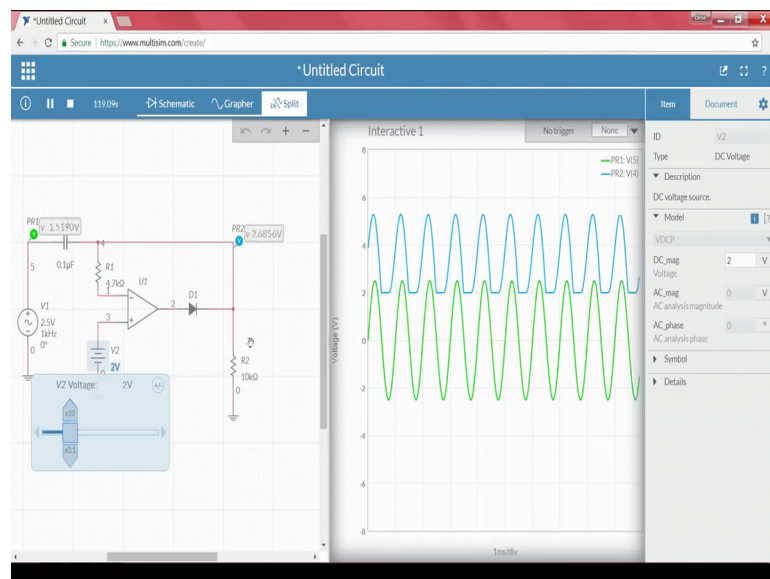 *Untitled Circuit x
Secure https://www.multisim.com/create/
*Untitled Circuit
?
119.09s Schematic Grapher Split
Item Document
Interactive 1
No trigger None
PR1: V(5)
PR2: V(4)
ID V2
Type DC Voltage
Description
DC voltage source.
Model
VDCP
DC_mag 2 V
Voltage
AC_mag 0 V
AC analysis magnitude
AC_phase 0 °
AC analysis phase
Symbol
Details
PR1 v 1.5190V
PR2 v 2.6856V
4
5 0.1μF R1
4.7kΩ U1
1
D1
2
3
V1
2.5V
1kHz
0°
0
V2
2V
0
R2
10kΩ
0
V2 Voltage: 2V +/-
x10
x0.1
Voltage (V)
8
6
4
2
0
-2
-4
-6
-8
1ms/div